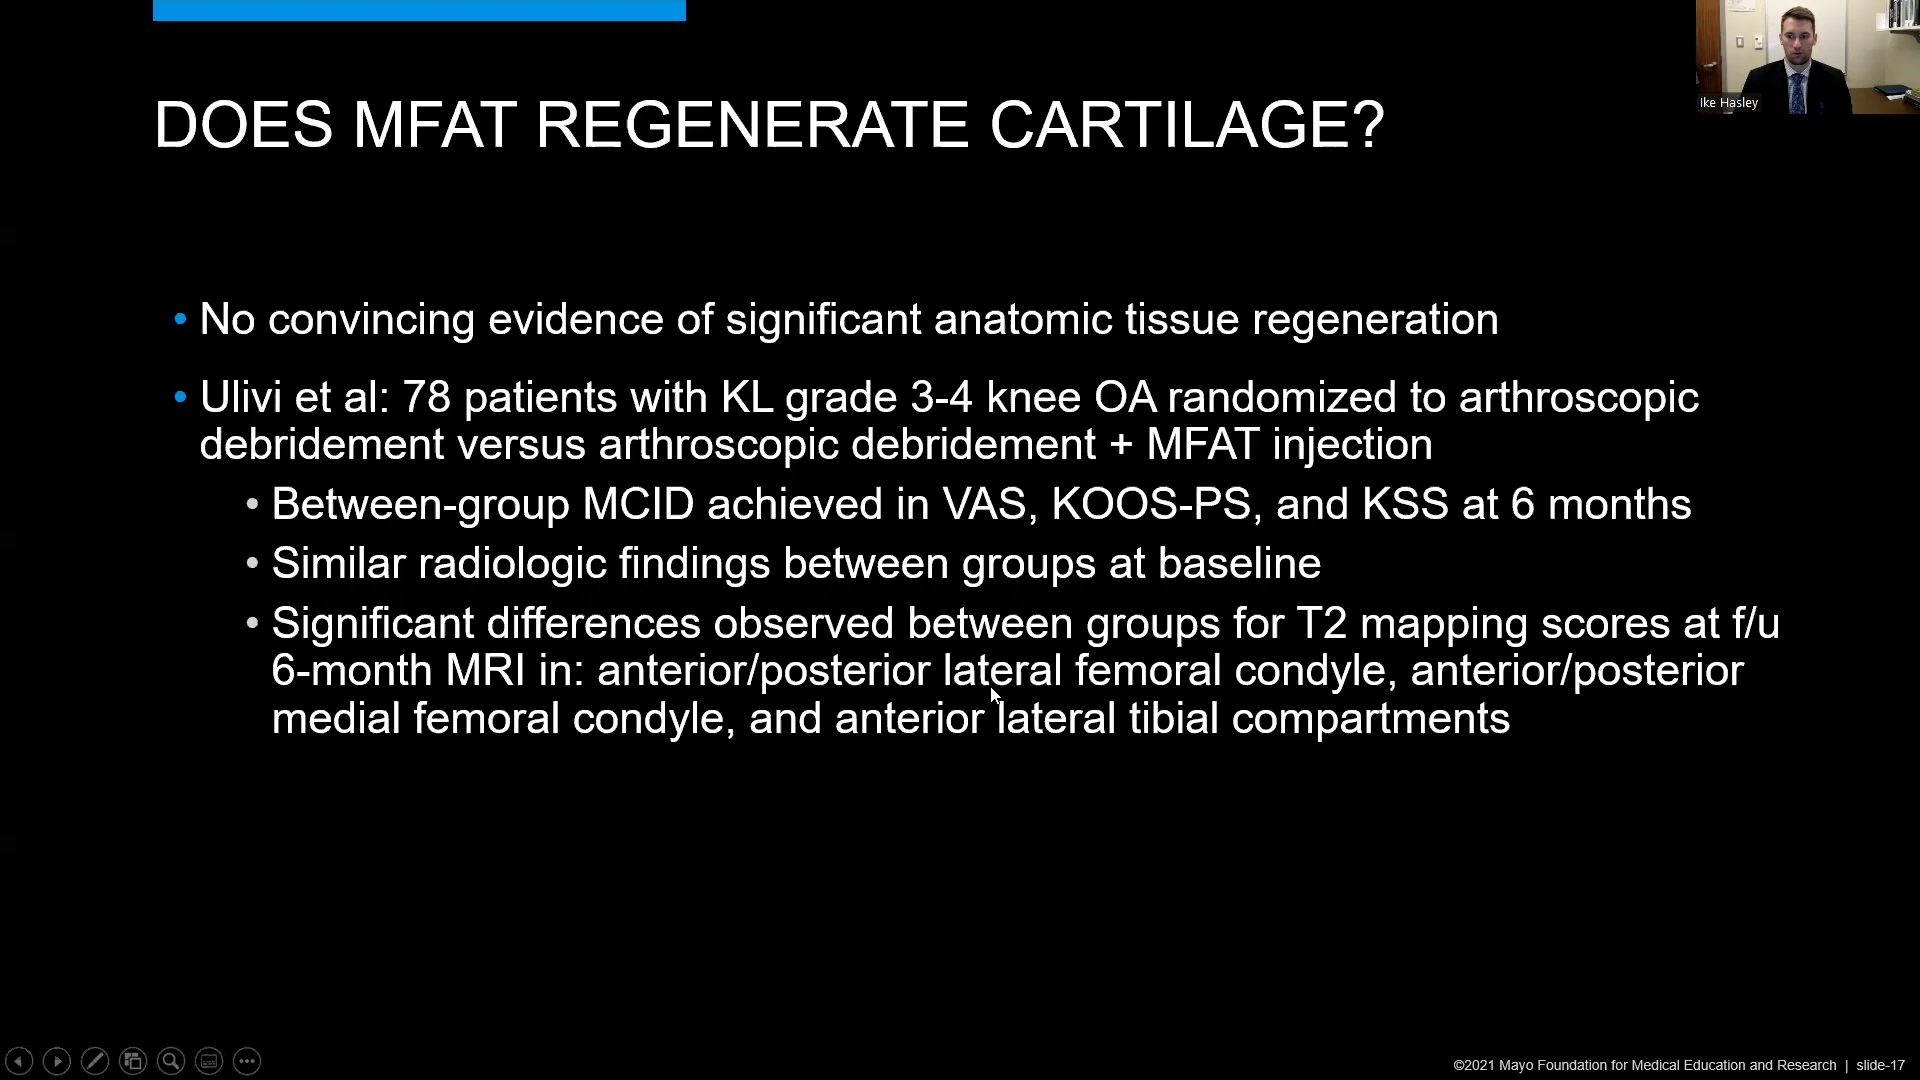 Ike Hasley
DOES MFAT REGENERATE CARTILAGE?
• No convincing evidence of significant anatomic tissue regeneration
• Ulivi et al: 78 patients with KL grade 3-4 knee OA randomized to arthroscopic
debridement versus arthroscopic debridement + MFAT injection
• Between-group MCID achieved in VAS, KOOS-PS, and KSS at 6 months
• Similar radiologic findings between groups at baseline
• Significant differences observed between groups for T2 mapping scores at f/u
6-month MRI in: anterior/posterior lateral femoral condyle, anterior/posterior
medial femoral condyle, and anterior lateral tibial compartments
©2021 Mayo Foundation for Medical Education and Research | slide-17